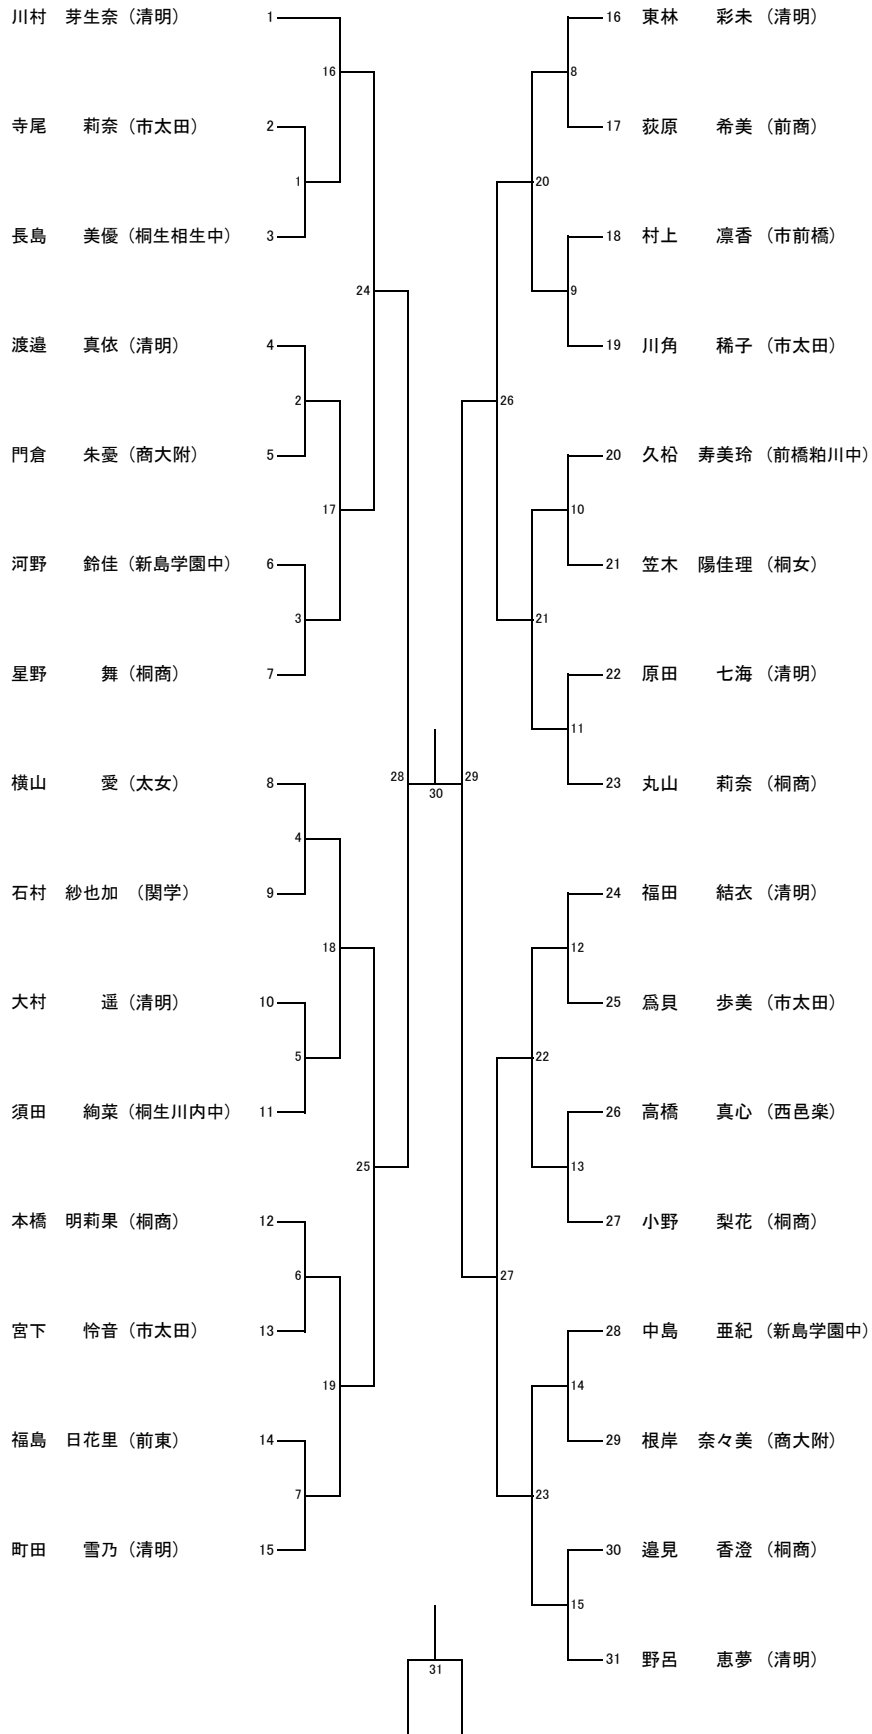 川村 芽生奈 (清明) 1
寺尾 莉奈 (市太田) 2
長島 美優 (桐生相生中) 3
渡邉 真依 (清明) 4
門倉 朱憂 (商大附) 5
河野 鈴佳 (新島学園中) 6
星野 舞 (桐商) 7
横山 愛 (太女) 8
石村 紗也加 (関学) 9
大村 遥 (清明) 10
須田 絢菜 (桐生川内中) 11
本橋 明莉果 (桐商) 12
宮下 怜音 (市太田) 13
福島 日花里 (前東) 14
町田 雪乃 (清明) 15
1
2
3
4
5
6
7
16
17
18
19
24
25
28
30
29
31
26
27
20
21
22
23
8
9
10
11
12
13
14
15
16 東林 彩未 (清明)
17 荻原 希美 (前商)
18 村上 凛香 (市前橋)
19 川角 稀子 (市太田)
20 久松 寿美玲 (前橋粕川中)
21 笠木 陽佳理 (桐女)
22 原田 七海 (清明)
23 丸山 莉奈 (桐商)
24 福田 結衣 (清明)
25 爲貝 歩美 (市太田)
26 高橋 真心 (西邑楽)
27 小野 梨花 (桐商)
28 中島 亜紀 (新島学園中)
29 根岸 奈々美 (商大附)
30 邉見 香澄 (桐商)
31 野呂 恵夢 (清明)